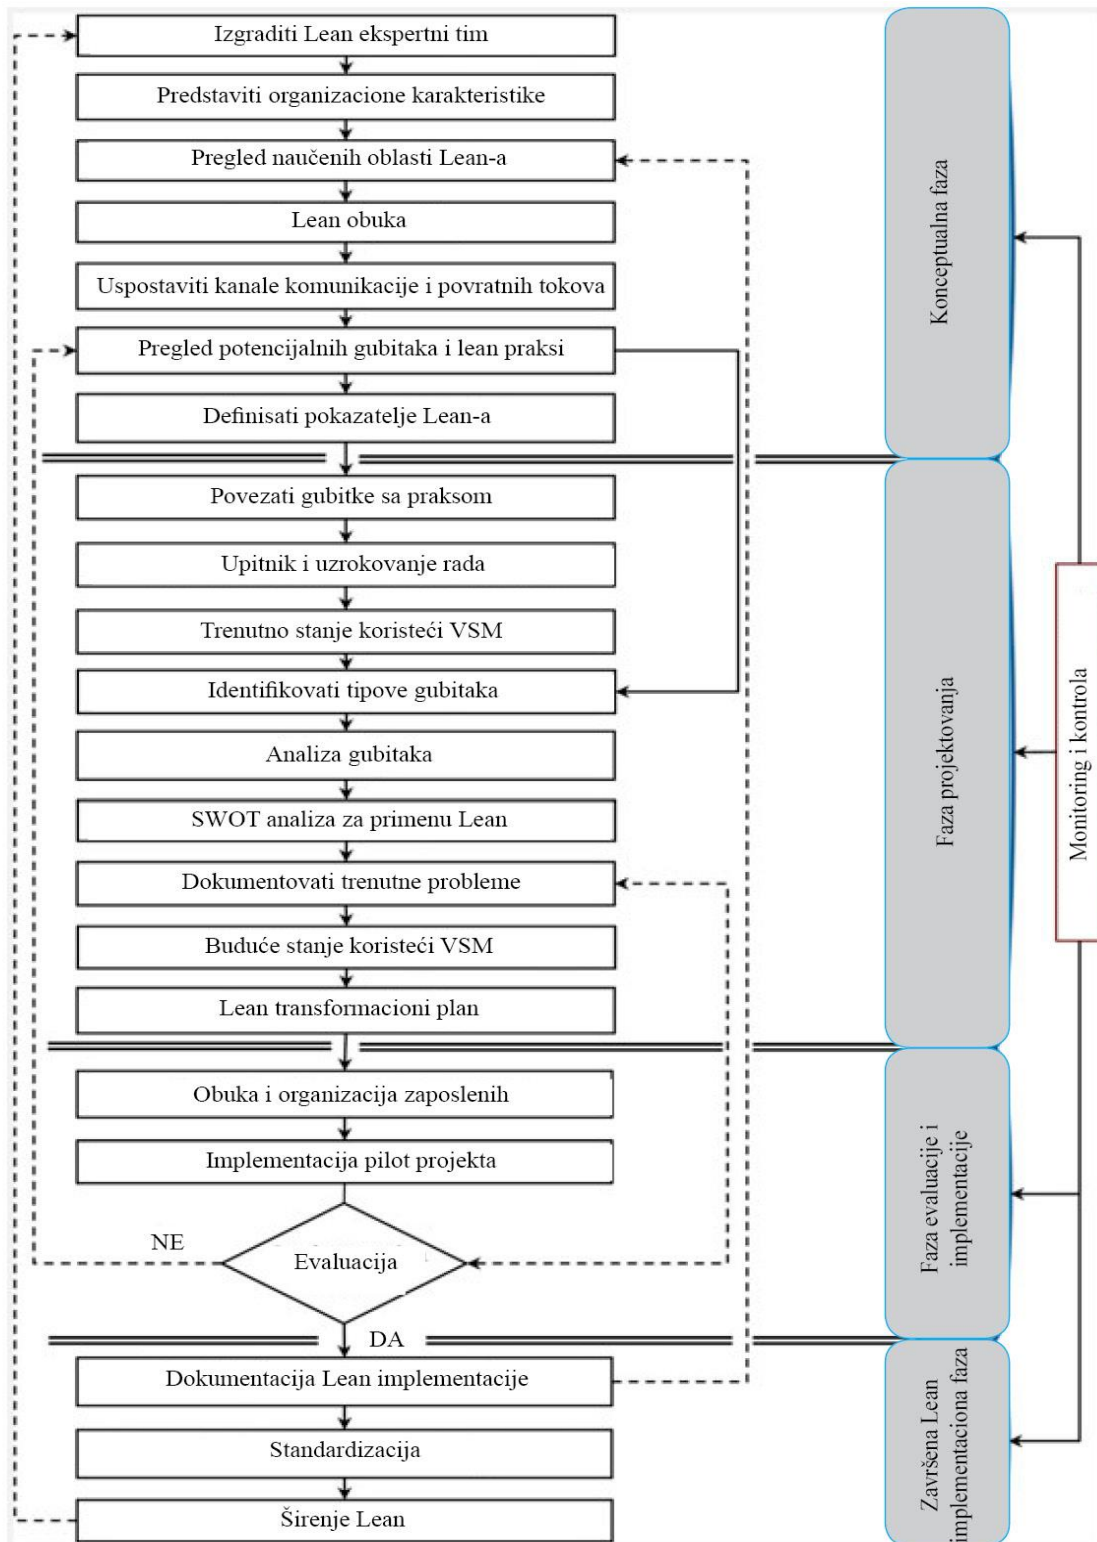 Izgraditi Lean ekspertni tim
Predstaviti organizacione karakteristike
Pregled naučenih oblasti Lean-a
Lean obuka
Uspostaviti kanale komunikacije i povratnih tokova
Pregled potencijalnih gubitaka i lean praksi
Definisati pokazatelje Lean-a
Povezati gubitke sa praksom
Upitnik i uzrokovanje rada
Trenutno stanje koristeći VSM
Identifikovati tipove gubitaka
Analiza gubitaka
SWOT analiza za primenu Lean
Dokumentovati trenutne probleme
Buduće stanje koristeći VSM
Lean transformacioni plan
Obuka i organizacija zaposlenih
Implementacija pilot projekta
NE
Evaluacija
DA
Dokumentacija Lean implementacije
Standardizacija
Širenje Lean
Konceptualna faza
Faza projektovanja
Faza evaluacije i
implementacije
Završena Lean
implementaciona faza
Monitoring i kontrola